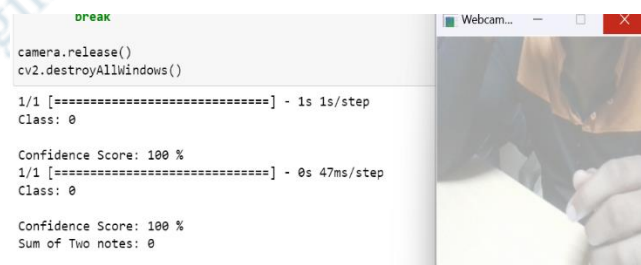 break
camera.release()
cv2.destroyAllWindows()
1/1 [==============================] - 1s 1s/step
Class: 0
Confidence Score: 100 %
1/1 [==============================] - 0s 47ms/step
Class: 0
Confidence Score: 100 %
Sum of Two notes: 0
Webcam...